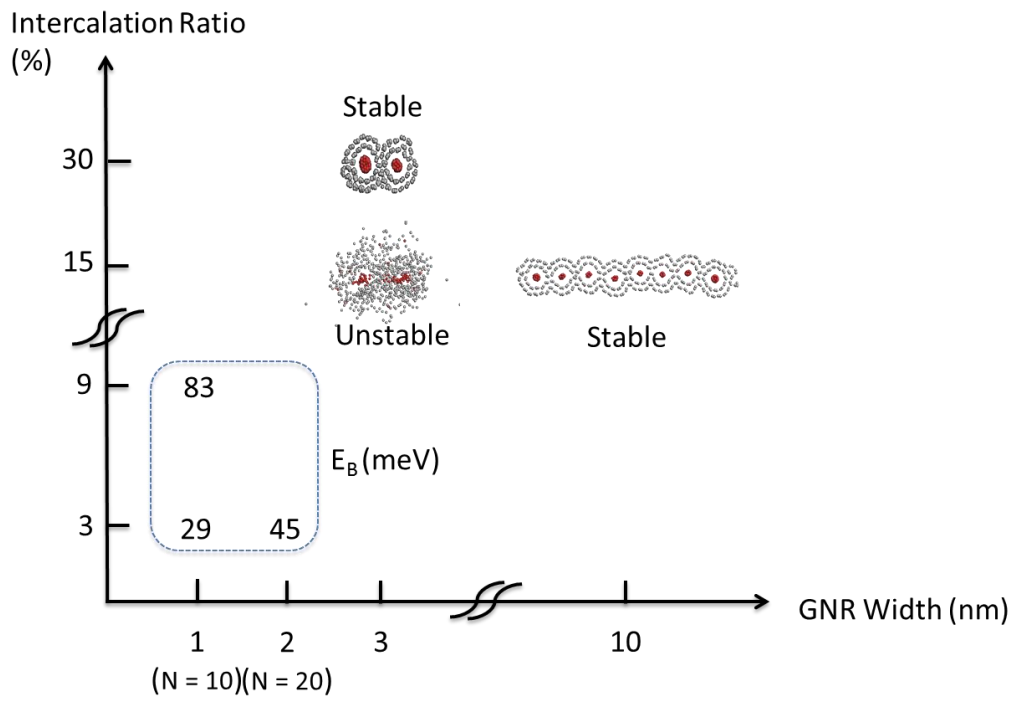 Intercalation Ratio
(%)
Stable
30
15
Unstable
Stable
9
83
E_B (meV)
3
29 45
1 2 3 10
GNR Width (nm)
(N = 10)(N = 20)